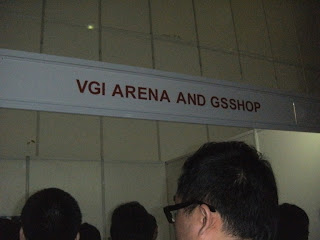 VGI ARENA AND GSSHOP